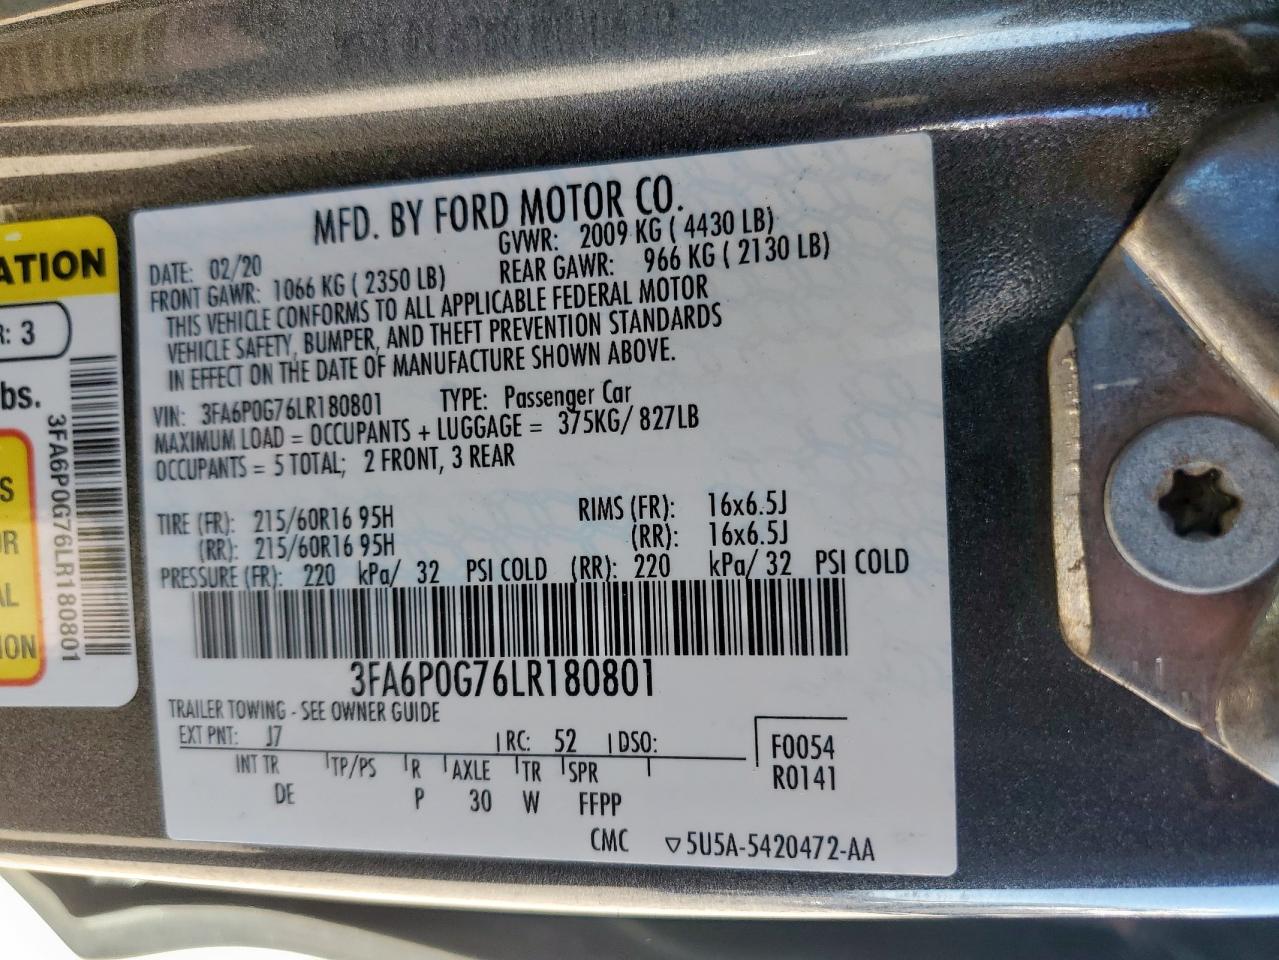 MFD. BY FORD MOTOR CO.
DATE: 02/20 GVWR: 2009 KG ( 4430 LB)
FRONT GAWR: 1066 KG ( 2350 LB) REAR GAWR: 966 KG ( 2130 LB)
THIS VEHICLE CONFORMS TO ALL APPLICABLE FEDERAL MOTOR
VEHICLE SAFETY, BUMPER, AND THEFT PREVENTION STANDARDS
IN EFFECT ON THE DATE OF MANUFACTURE SHOWN ABOVE.
VIN: 3FA6P0G76LR180801 TYPE: Passenger Car
MAXIMUM LOAD = OCCUPANTS + LUGGAGE = 375KG/ 827LB
OCCUPANTS = 5 TOTAL; 2 FRONT, 3 REAR
TIRE (FR): 215/60R16 95H RIMS (FR): 16x6.5J
(RR): 215/60R16 95H (RR): 16x6.5J
PRESSURE (FR): 220 kPa/ 32 PSI COLD (RR): 220 kPa/ 32 PSI COLD
3FA6P0G76LR180801
TRAILER TOWING - SEE OWNER GUIDE
EXT PNT: J7 RC: 52 DSO: F0054
INT TR TP/PS R AXLE TR SPR R0141
DE P 30 W FFPP
CMC ▽5U5A-5420472-AA
ATION
R: 3
bs.
3FA6P0G76LR180801
S
OR
AL
ION